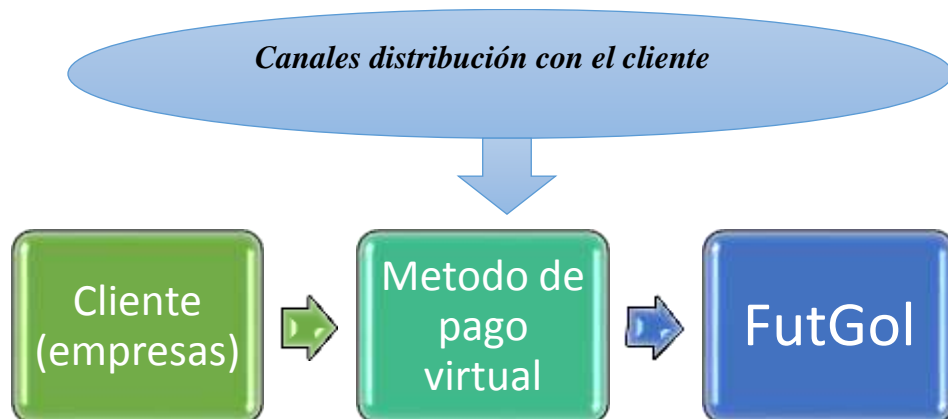 Canales distribución con el cliente
Cliente
(empresas)
Metodo de
pago
virtual
FutGol